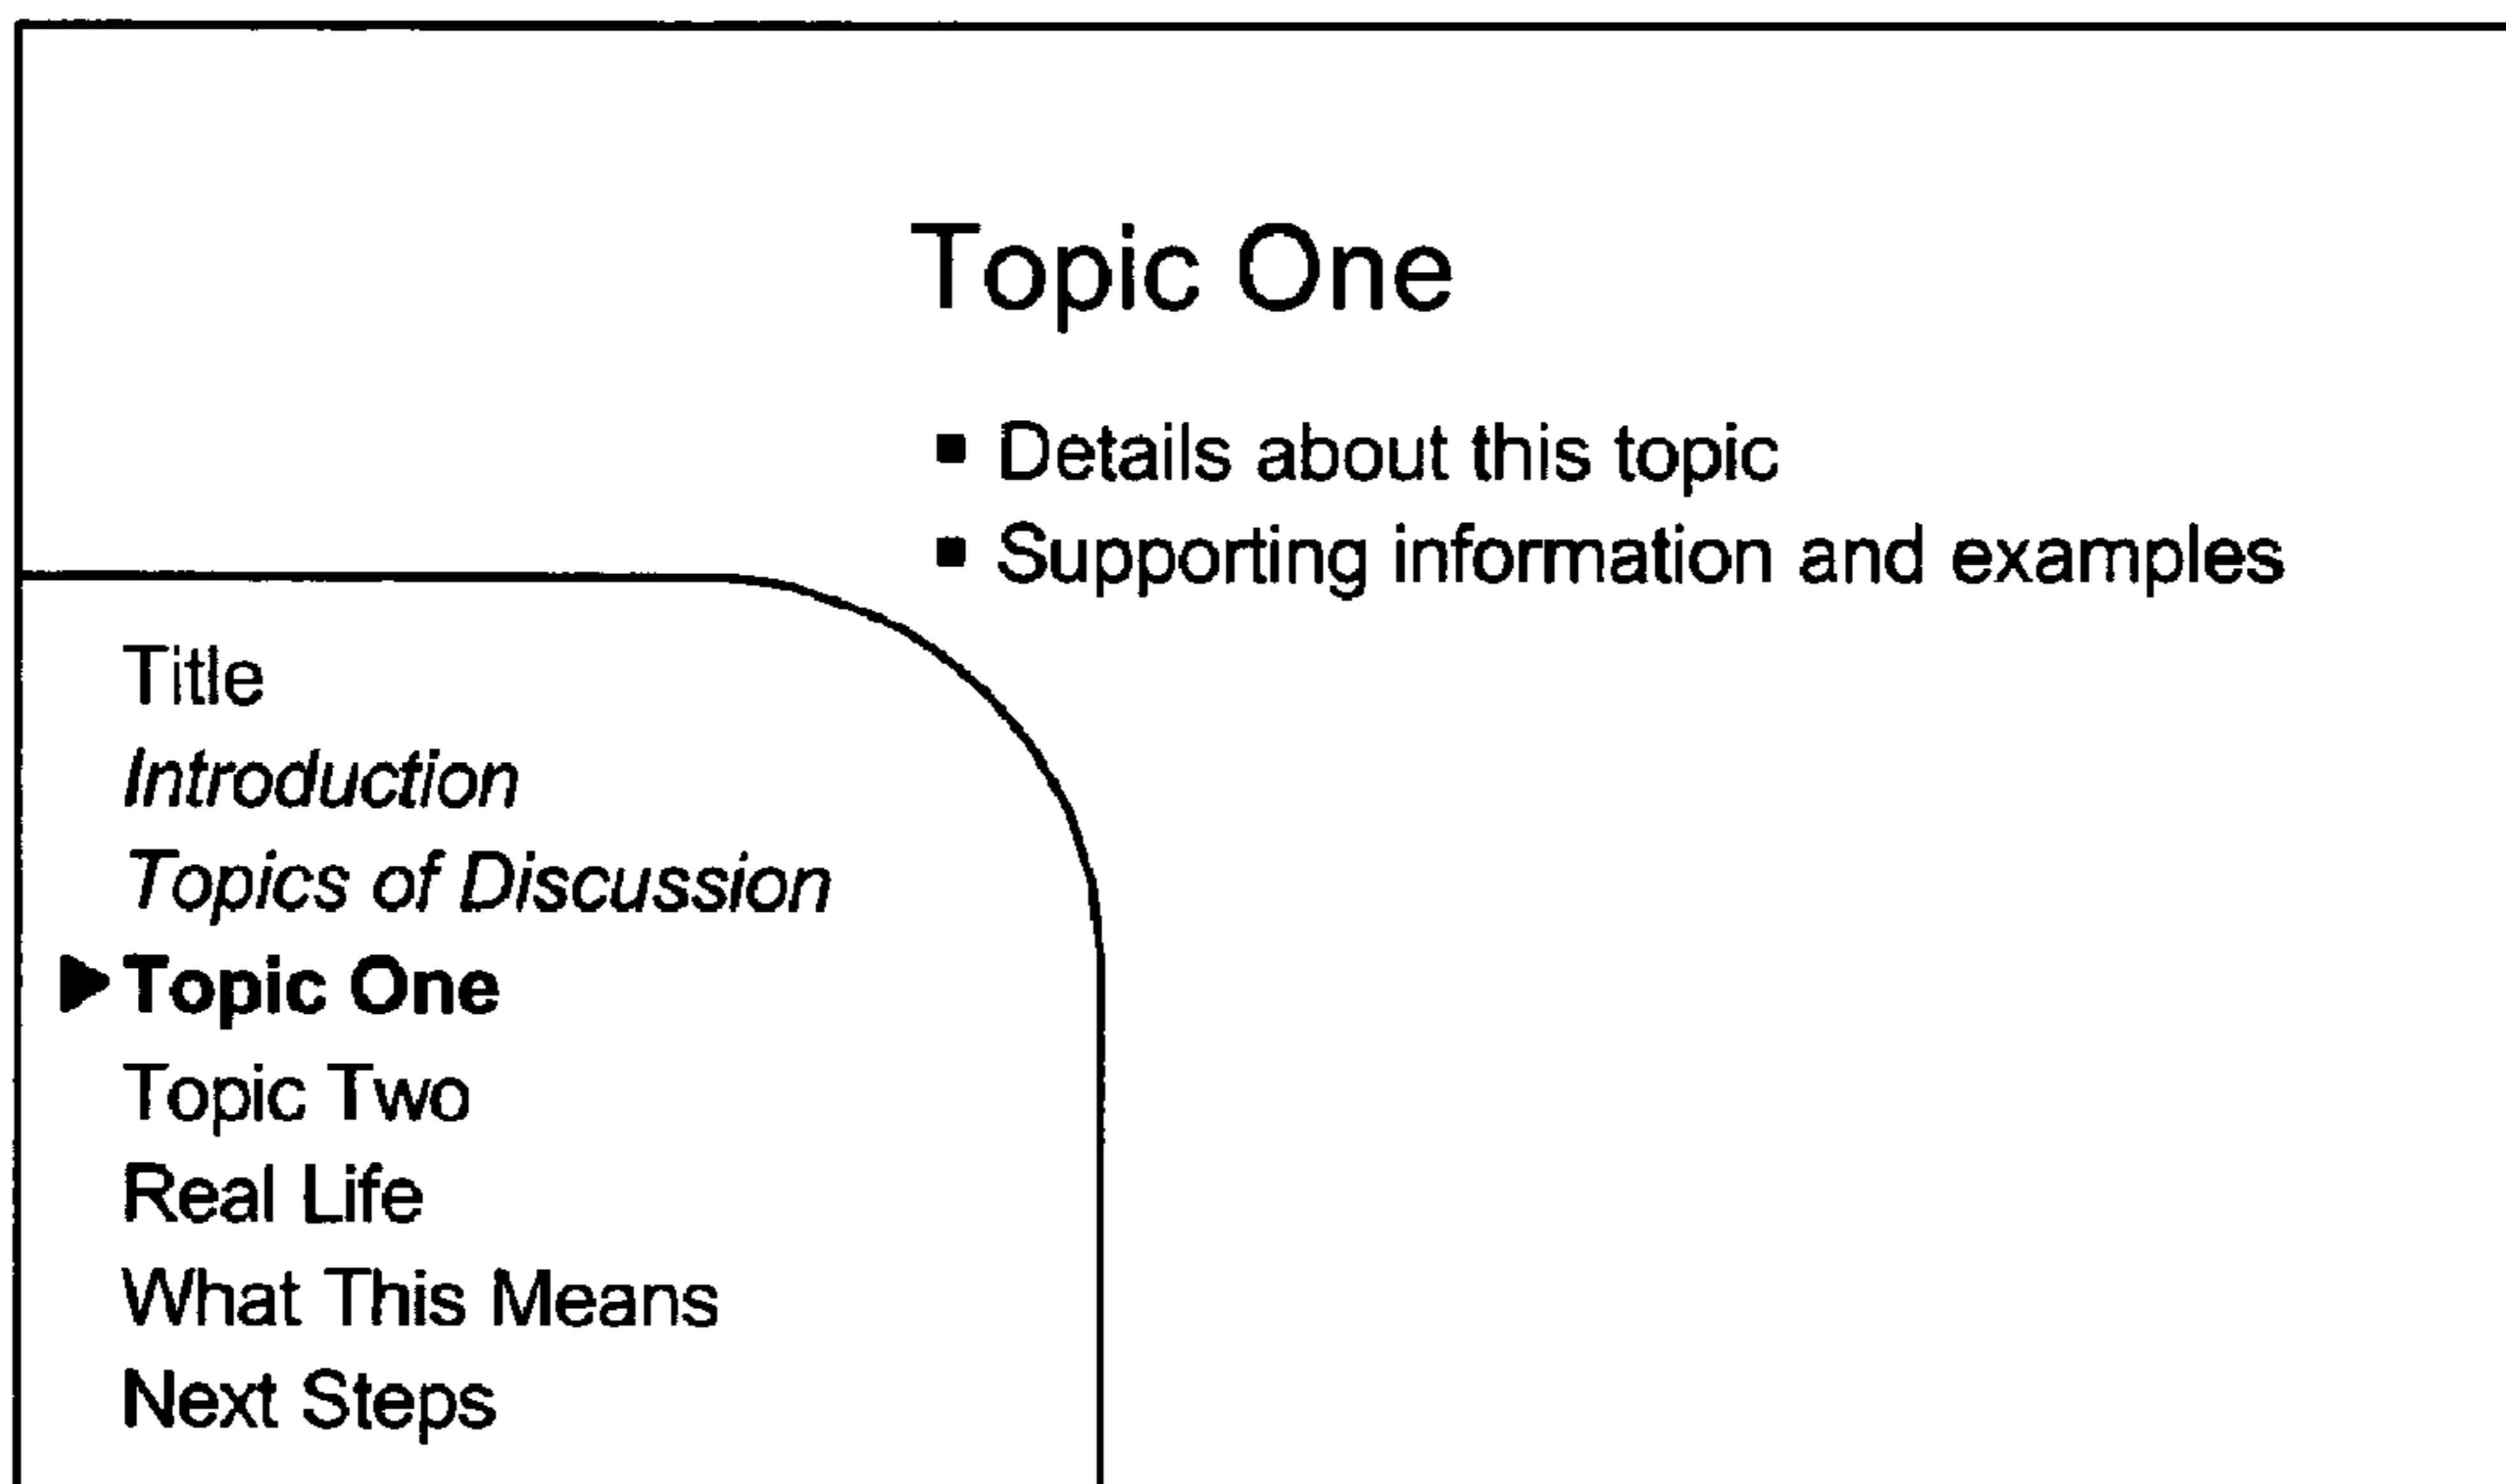 Topic One
▪ Details about this topic
▪ Supporting information and examples
Title
Introduction
Topics of Discussion
Topic One
Topic Two
Real Life
What This Means
Next Steps